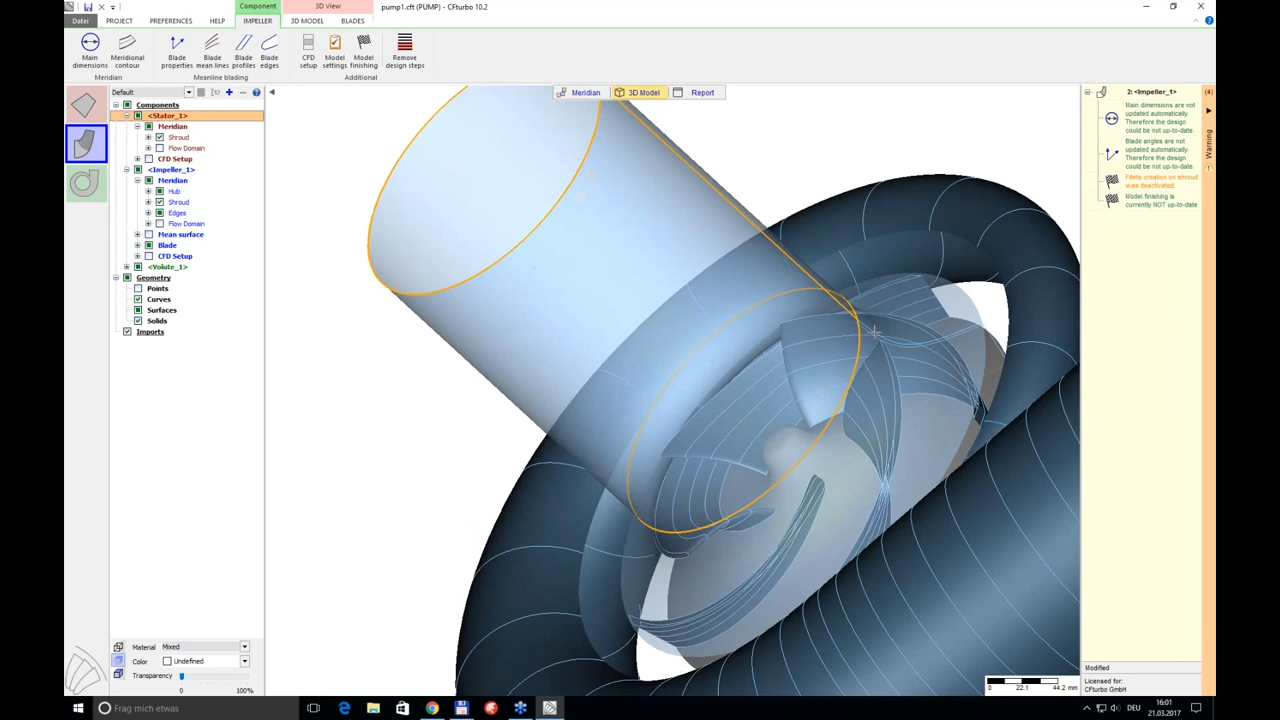 Component
3D View
pump1.cft (PUMP) - CFturbo 10.2
Datei
PROJECT
PREFERENCES
HELP
IMPELLER
3D MODEL
BLADES
Main dimensions
Meridional contour
Blade properties
Blade mean lines
Blade profiles
Blade edges
CFD setup
Model settings
Model finishing
Remove design steps
Meridian
Meanline blading
Additional
Default
Meridian
3D Model
Report
Components
<Stator_1>
Meridian
Shroud
Flow Domain
CFD Setup
<Impeller_1>
Meridian
Hub
Shroud
Edges
Flow Domain
Mean surface
Blade
CFD Setup
<Volute_1>
Geometry
Points
Curves
Surfaces
Solids
Imports
2: <Impeller_1>
Main dimensions are not
updated automatically.
Therefore the design
could be not up-to-date.
Blade angles are not
updated automatically.
Therefore the design
could be not up-to-date.
Fillets creation on shroud
was deactivated.
Model finishing is
currently NOT up-to-date
(4)
Warning
Material
Mixed
Color
Undefined
Transparency
0
100%
0
22.1
44.2 mm
Modified
Licensed for:
CFturbo GmbH
Frag mich etwas
DEU
16:01
21.03.2017